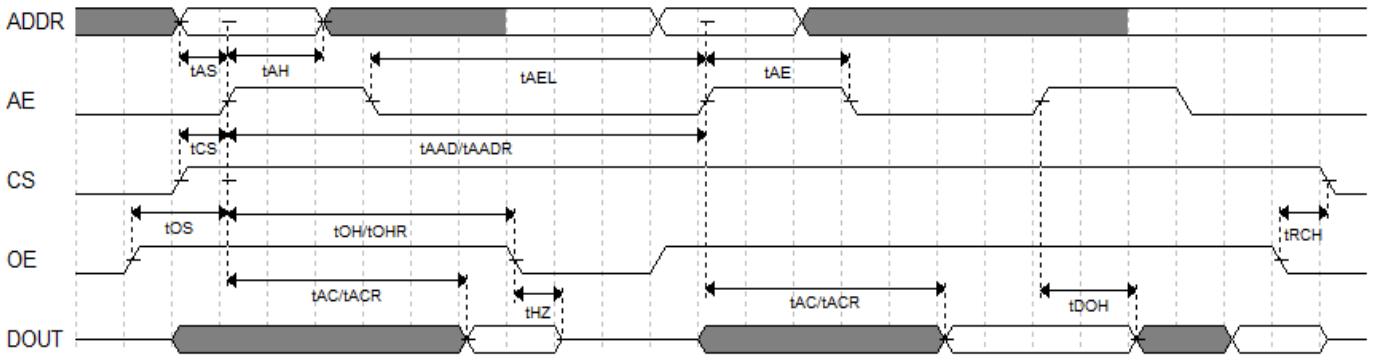 ADDR
tAS
tAH
tAEL
tAE
AE
tCS
tAAD/tAADR
CS
tOS
tOH/tOHR
tRCH
OE
tAC/tACR
tHZ
tAC/tACR
tDOH
DOUT